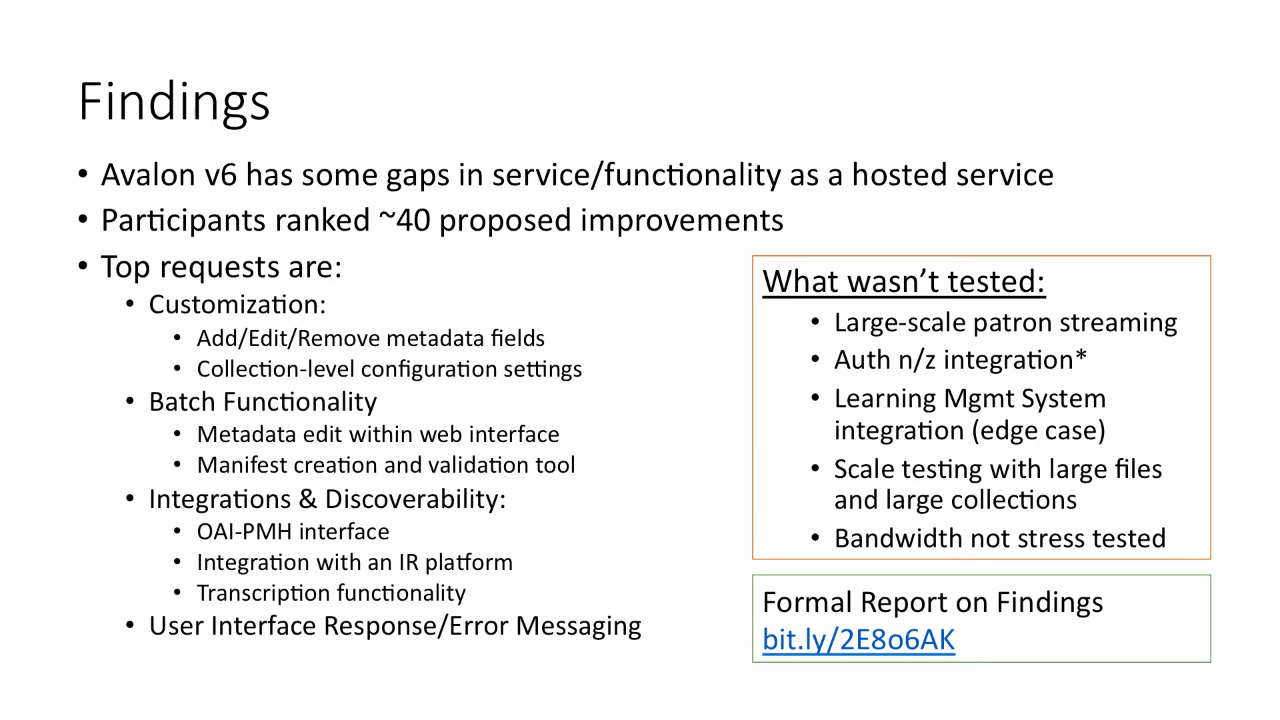 Findings
• Avalon v6 has some gaps in service/functionality as a hosted service
• Participants ranked ~40 proposed improvements
• Top requests are:
• Customization:
• Add/Edit/Remove metadata fields
• Collection-level configuration settings
• Batch Functionality
• Metadata edit within web interface
• Manifest creation and validation tool
• Integrations & Discoverability:
• OAI-PMH interface
• Integration with an IR platform
• Transcription functionality
• User Interface Response/Error Messaging
What wasn’t tested:
• Large-scale patron streaming
• Auth n/z integration*
• Learning Mgmt System
integration (edge case)
• Scale testing with large files
and large collections
• Bandwidth not stress tested
Formal Report on Findings
bit.ly/2E8o6AK